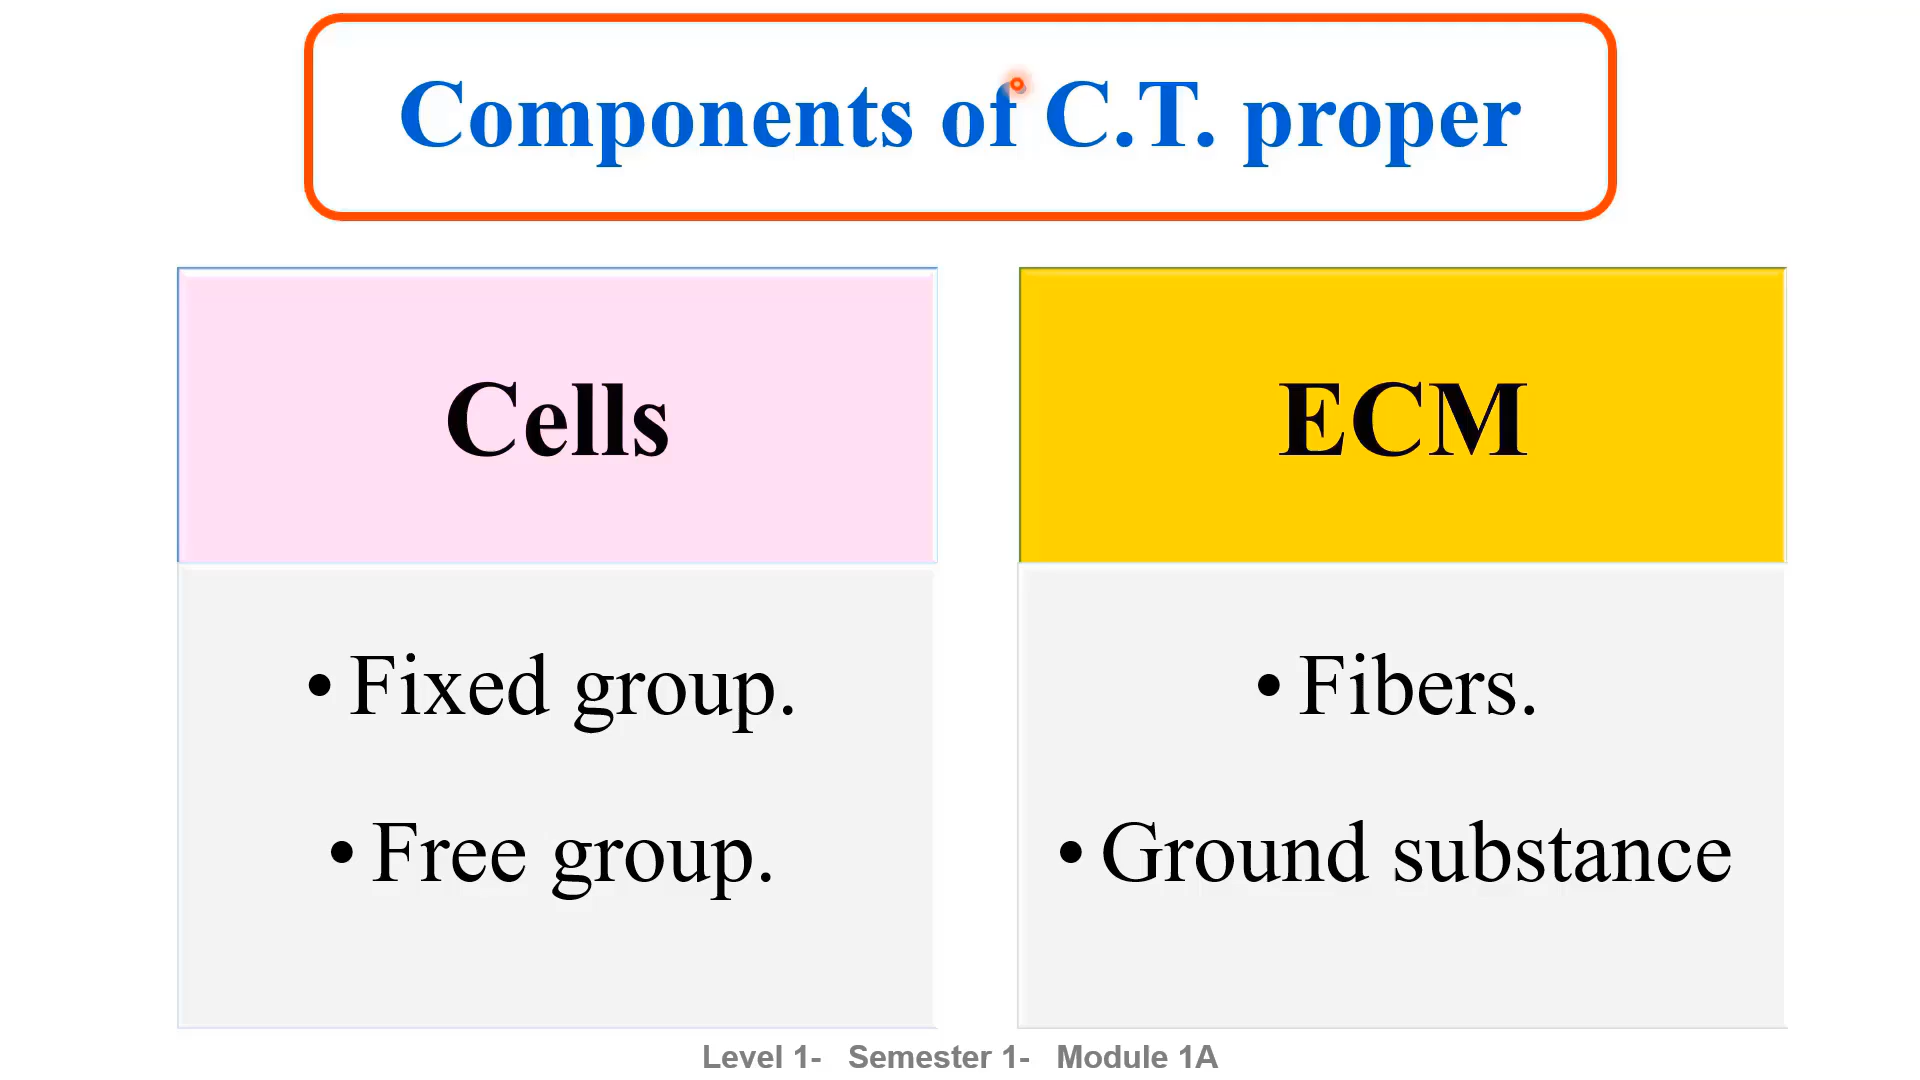 Components of C.T. proper
Cells
• Fixed group.
• Free group.
ECM
• Fibers.
• Ground substance
Level 1- Semester 1- Module 1A